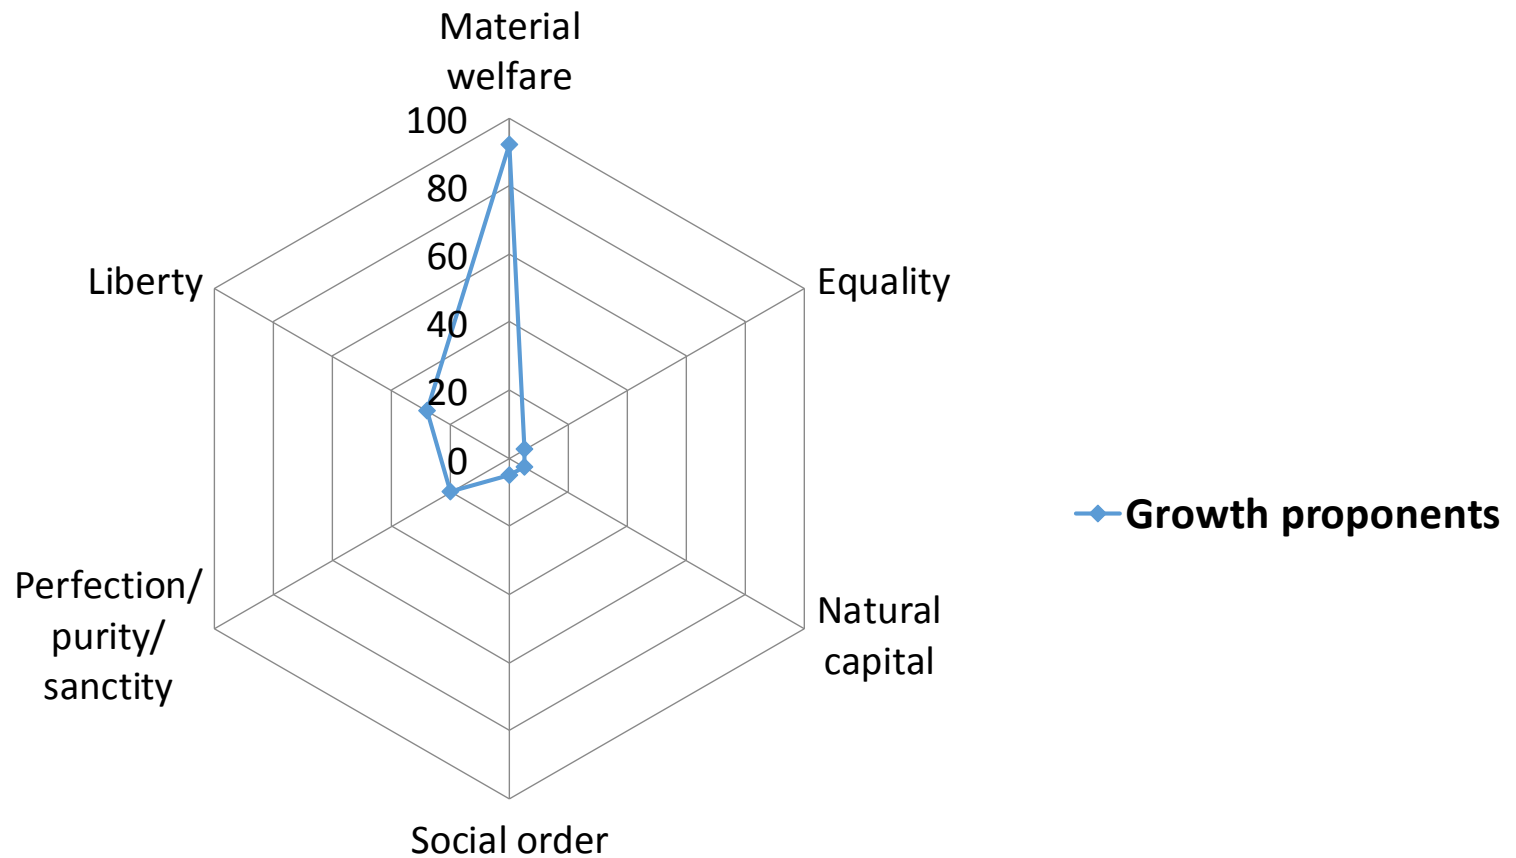 Material
welfare
100
80
60
40
20
0
Liberty
Equality
Growth proponents
Perfection/
purity/
sanctity
Natural
capital
Social order